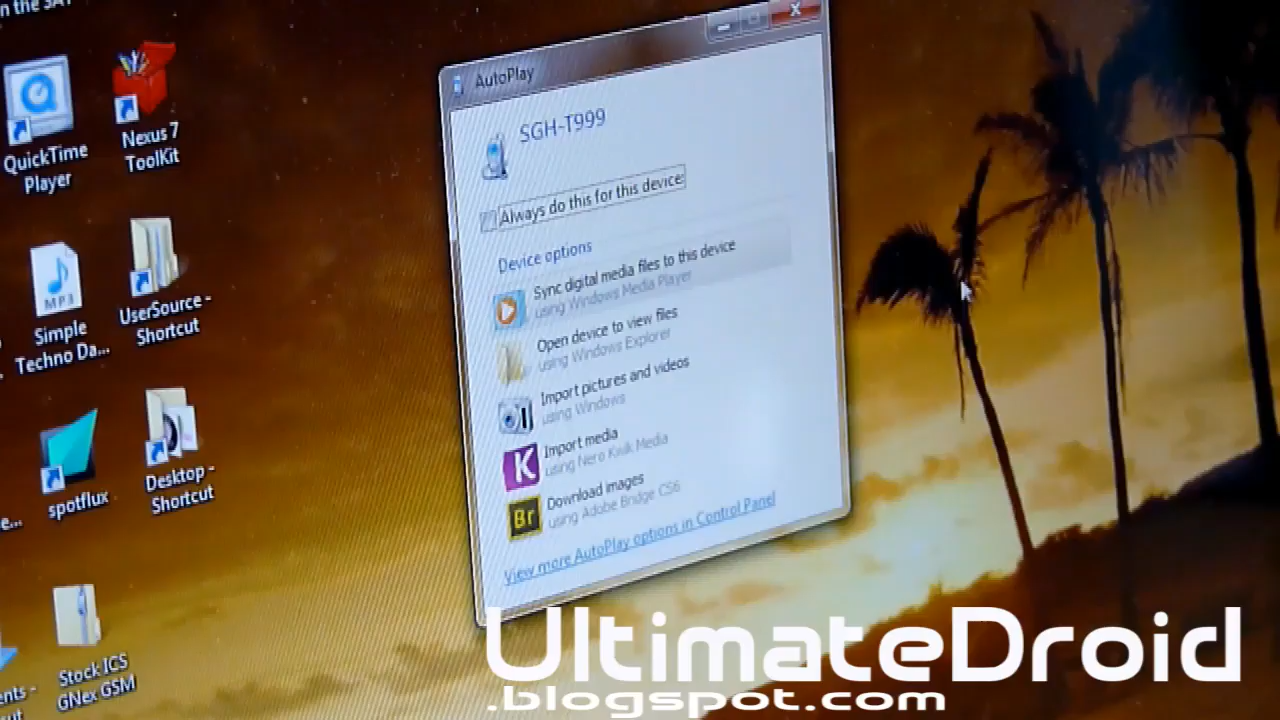 n the SAT
QuickTime
Player
Nexus 7
ToolKit
MP3
Simple
Techno Da...
UserSource -
Shortcut
spotflux
Desktop -
Shortcut
e...
Stock ICS
GNex GSM
AutoPlay
SGH-T999
Always do this for this device:
Device options
Sync digital media files to this device
using Windows Media Player
Open device to view files
using Windows Explorer
Import pictures and videos
using Windows
K
Import media
using Nero Kwik Media
Br
Download images
using Adobe Bridge CS6
View more AutoPlay options in Control Panel
UltimateDroid
.blogspot.com